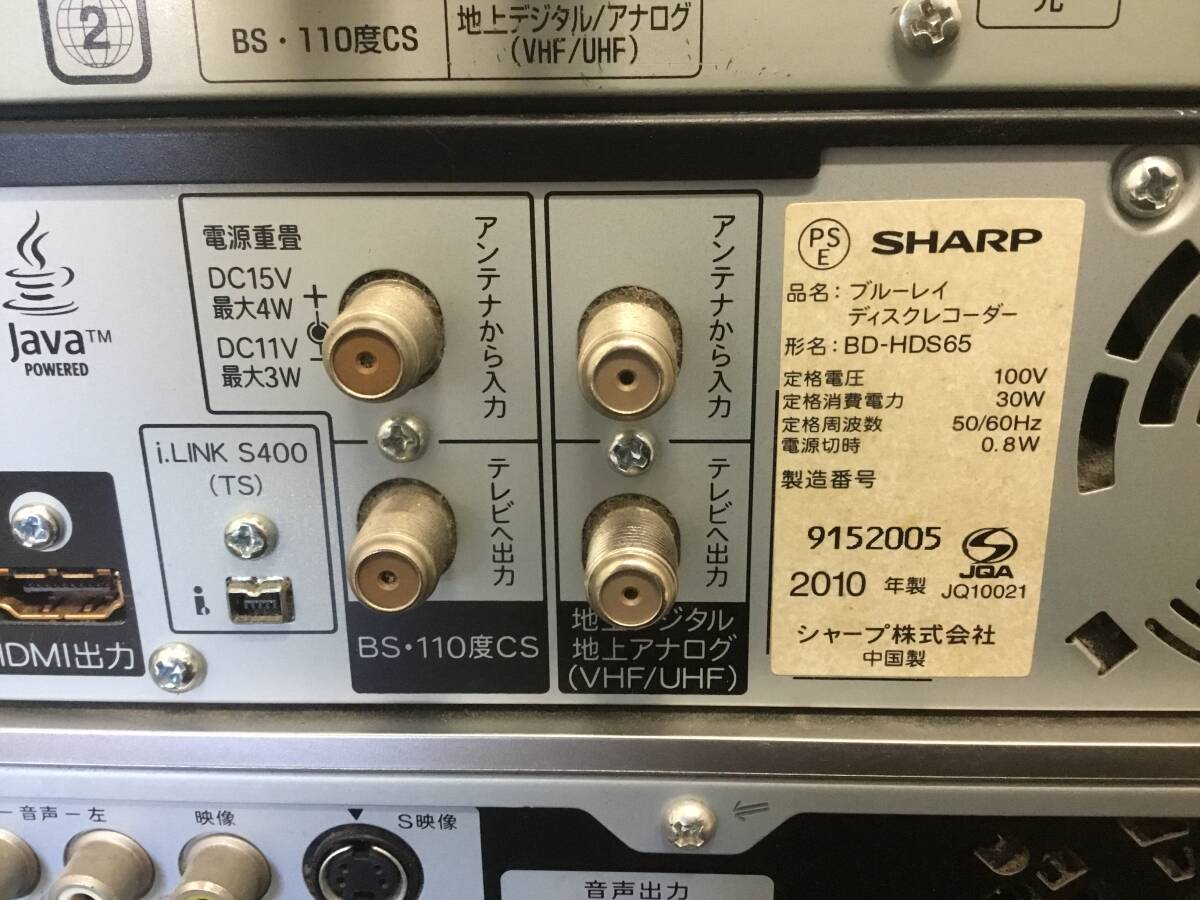 2
BS・110度CS
地上デジタル/アナログ
(VHF/UHF)
Java™
POWERED
電源重畳
DC15V
最大4W
+
DC11V
最大3W
−
アンテナから入力
アンテナから入力
テレビへ出力
テレビへ出力
i.LINK S400
(TS)
i
HDMI出力
BS・110度CS
地上デジタル
地上アナログ
(VHF/UHF)
PS
E
SHARP
品名: ブルーレイ
ディスクレコーダー
形名: BD-HDS65
定格電圧 100V
定格消費電力 30W
定格周波数 50/60Hz
電源切時 0.8W
製造番号
9152005
JQA
2010 年製 JQ10021
シャープ株式会社
中国製
音声 − 左
映像
▼ S映像
音声出力